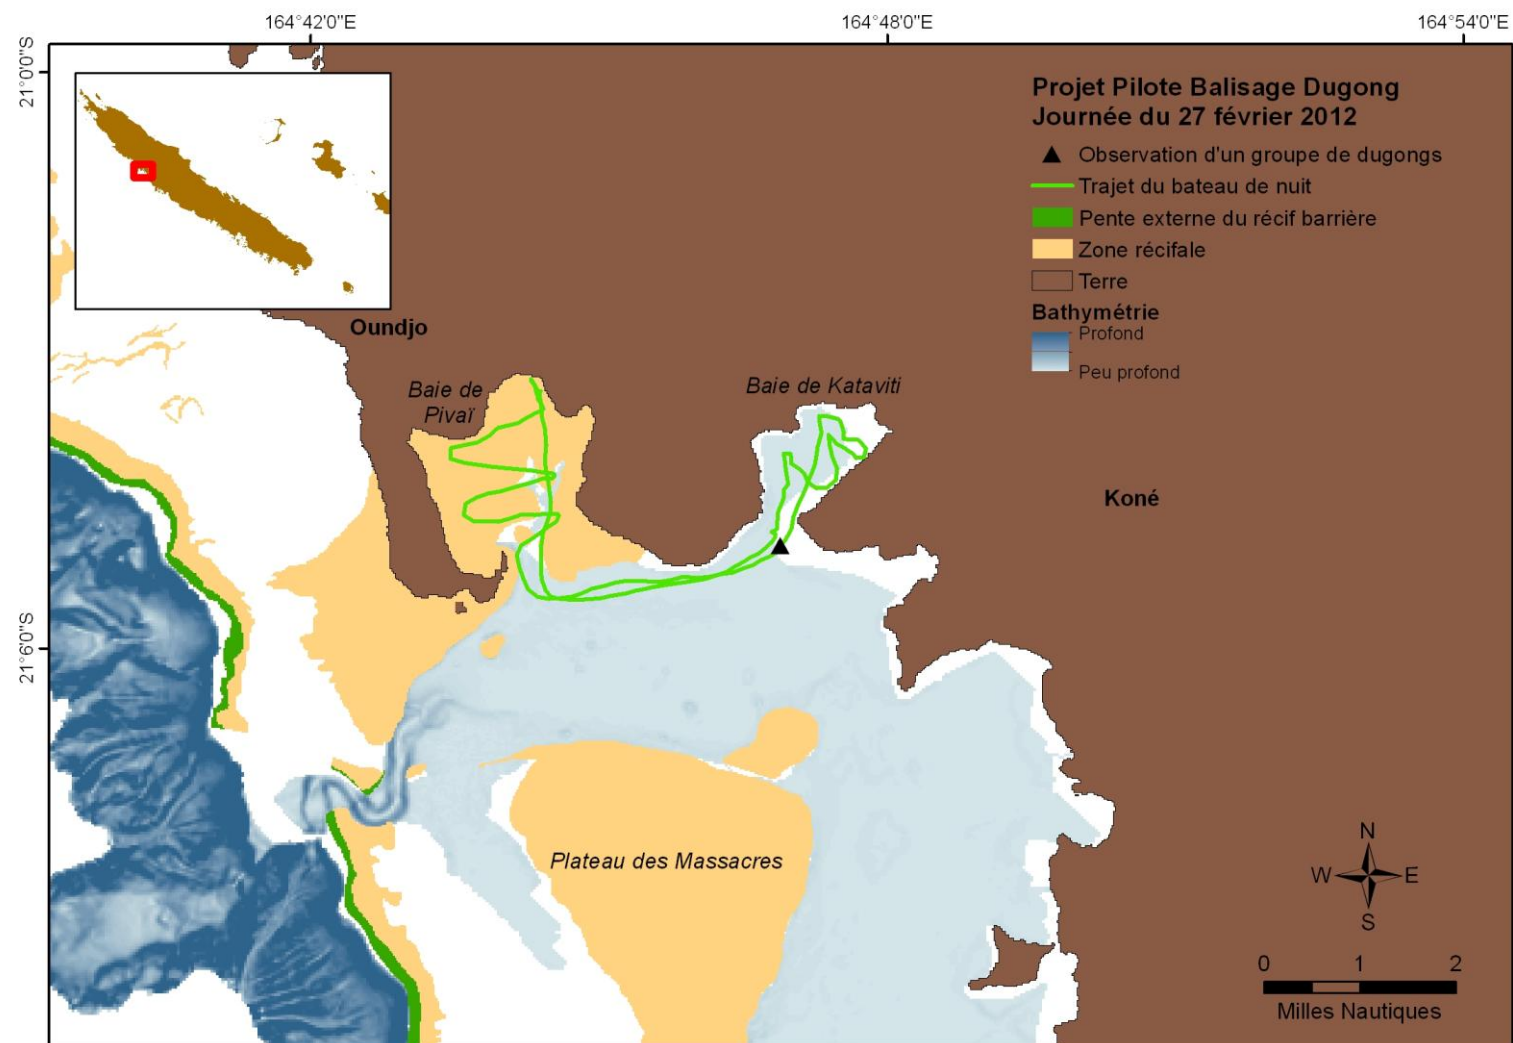 164°42'0"E
164°48'0"E
164°54'0"E
21°0'0"S
21°6'0"S
Projet Pilote Balisage Dugong
Journée du 27 février 2012
Observation d'un groupe de dugongs
Trajet du bateau de nuit
Pente externe du récif barrière
Zone récifale
Terre
Bathymétrie
Profond
Peu profond
Oundjo
Baie de
Pivaï
Baie de Kataviti
Koné
Plateau des Massacres
N
W
E
S
0 1 2
Milles Nautiques